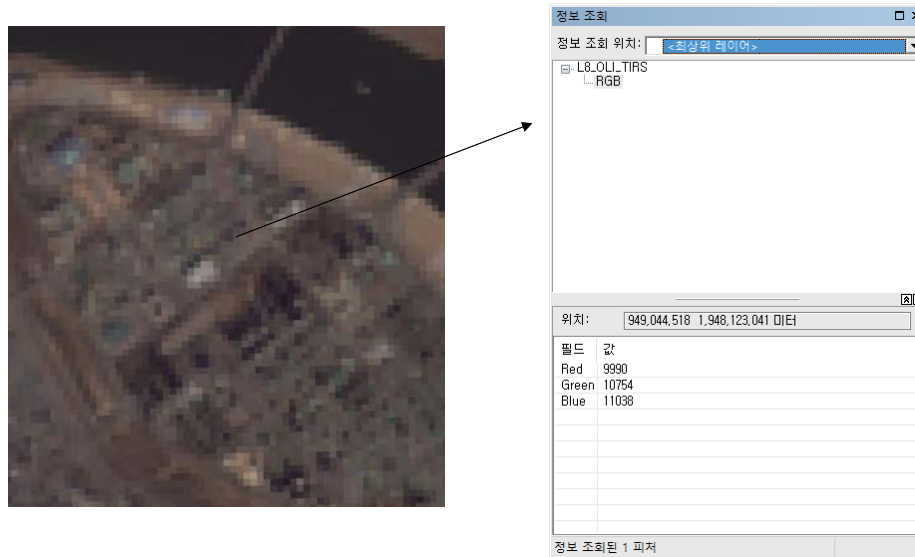 정보 조회
정보 조회 위치: <최상위 레이어>
L8_OLI_TIRS
RGB
위치: 949,044,518 1,948,123,041 미터
필드 값
Red 9990
Green 10754
Blue 11038
정보 조회된 1 피처